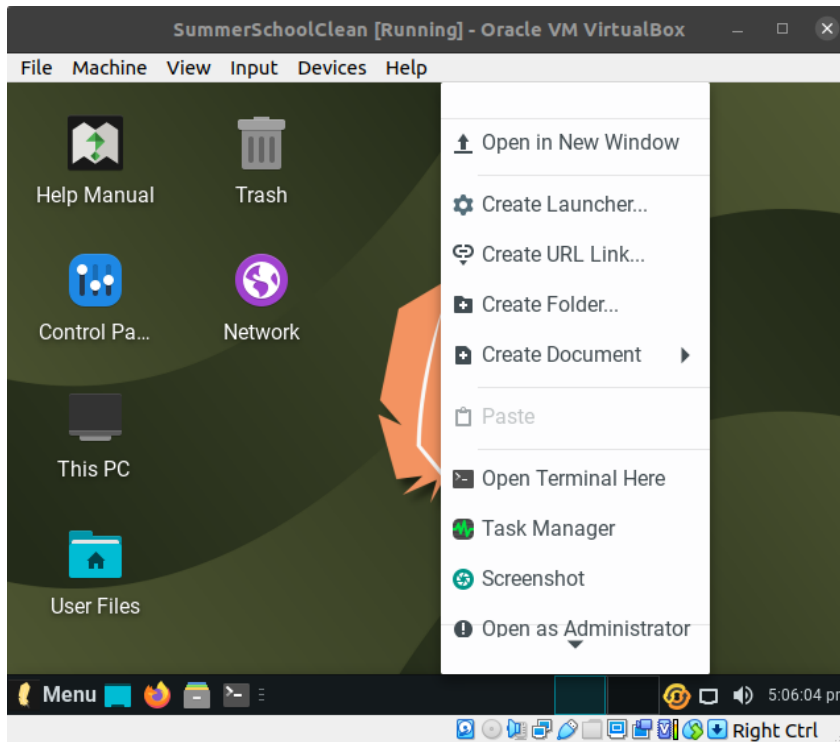 SummerSchoolClean [Running] - Oracle VM VirtualBox
File Machine View Input Devices Help
Help Manual
Trash
Control Pa...
Network
This PC
User Files
Open in New Window
Create Launcher...
Create URL Link...
Create Folder...
Create Document
Paste
Open Terminal Here
Task Manager
Screenshot
Open as Administrator
Menu
5:06:04 pm
Right Ctrl